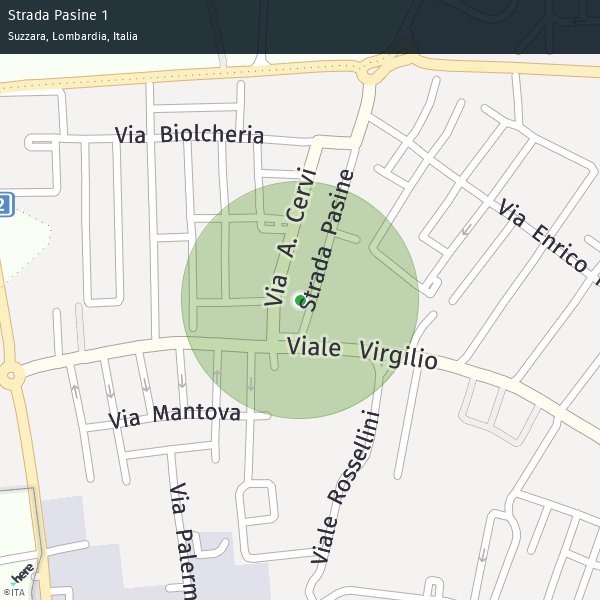 Strada Pasine 1
Suzzara, Lombardia, Italia
Via Biolcheria
Via A. Cervi
Strada Pasine
Via Enrico
2
Viale Virgilio
Via Mantova
Viale Rossellini
Via Palerm
here
©ITA